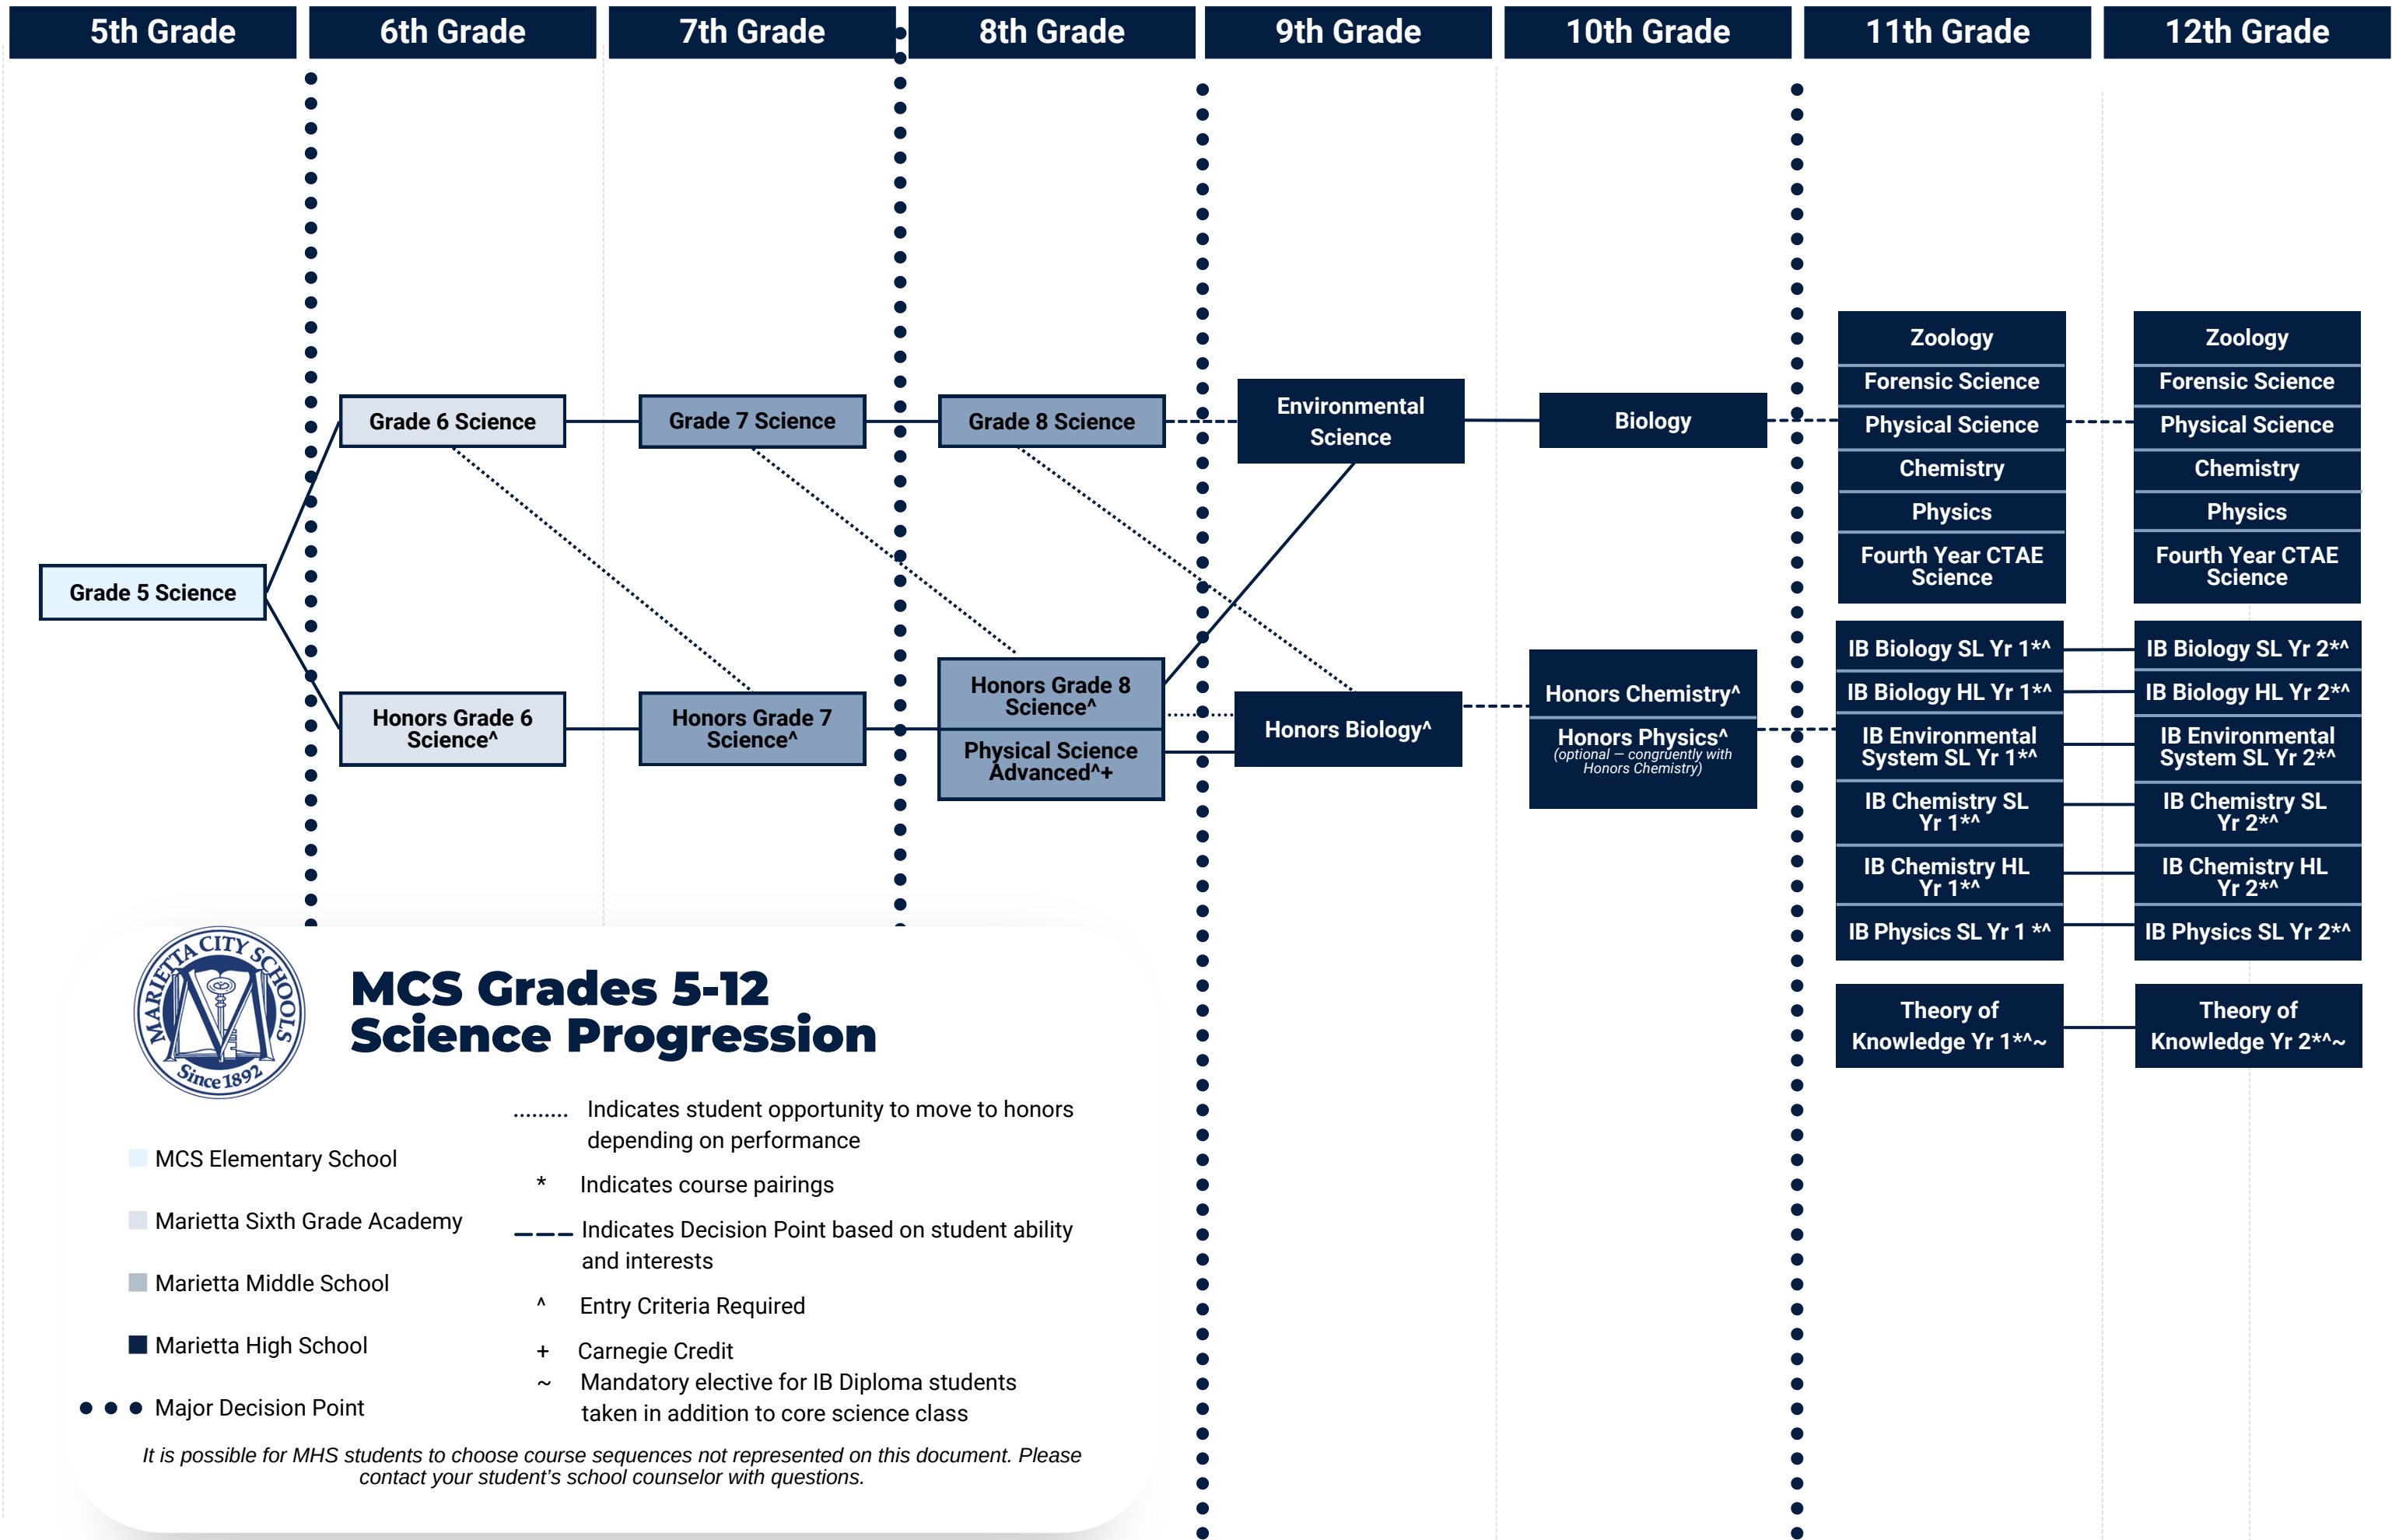 5th Grade
6th Grade
7th Grade
8th Grade
9th Grade
10th Grade
11th Grade
12th Grade
Grade 5 Science
Grade 6 Science
Honors Grade 6
Science^
Grade 7 Science
Honors Grade 7
Science^
Grade 8 Science
Honors Grade 8
Science^
Physical Science
Advanced^+
Environmental
Science
Honors Biology^
Biology
Honors Chemistry^
Honors Physics^
(optional – congruently with
Honors Chemistry)
Zoology
Forensic Science
Physical Science
Chemistry
Physics
Fourth Year CTAE
Science
IB Biology SL Yr 1*^
IB Biology HL Yr 1*^
IB Environmental
System SL Yr 1*^
IB Chemistry SL
Yr 1*^
IB Chemistry HL
Yr 1*^
IB Physics SL Yr 1 *^
Theory of
Knowledge Yr 1*^~
Zoology
Forensic Science
Physical Science
Chemistry
Physics
Fourth Year CTAE
Science
IB Biology SL Yr 2*^
IB Biology HL Yr 2*^
IB Environmental
System SL Yr 2*^
IB Chemistry SL
Yr 2*^
IB Chemistry HL
Yr 2*^
IB Physics SL Yr 2*^
Theory of
Knowledge Yr 2*^~
MARIETTA CITY SCHOOLS
Since 1892
MCS Grades 5-12
Science Progression
MCS Elementary School
Marietta Sixth Grade Academy
Marietta Middle School
Marietta High School
Major Decision Point
Indicates student opportunity to move to honors
depending on performance
* Indicates course pairings
Indicates Decision Point based on student ability
and interests
^ Entry Criteria Required
+ Carnegie Credit
~ Mandatory elective for IB Diploma students
taken in addition to core science class
It is possible for MHS students to choose course sequences not represented on this document. Please
contact your student's school counselor with questions.